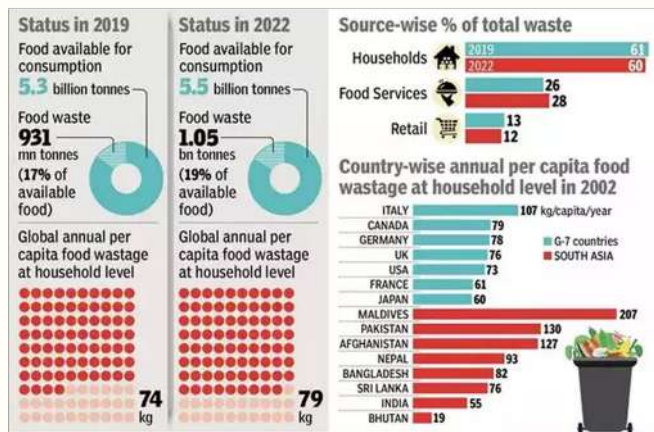 Status in 2019
Food available for
consumption
5.3 billion tonnes
Food waste
931
mn tonnes
(17% of
available
food)
Global annual per
capita food wastage
at household level
74
kg
Status in 2022
Food available for
consumption
5.5 billion tonnes
Food waste
1.05
bn tonnes
(19% of
available
food)
Global annual per
capita food wastage
at household level
79
kg
Source-wise % of total waste
Households 2019 61
2022 60
Food Services 26
28
Retail 13
12
Country-wise annual per capita food
wastage at household level in 2002
ITALY 107 kg/capita/year
CANADA 79
GERMANY 78
UK 76
USA 73
FRANCE 61
JAPAN 60
G-7 countries
SOUTH ASIA
MALDIVES 207
PAKISTAN 130
AFGHANISTAN 127
NEPAL 93
BANGLADESH 82
SRI LANKA 76
INDIA 55
BHUTAN 19